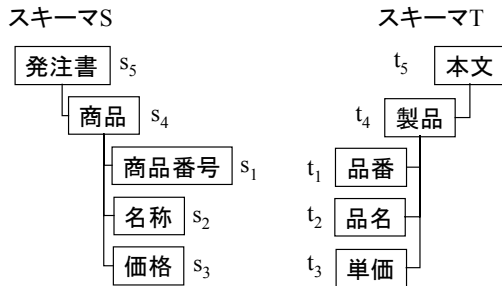 スキーマS
スキーマT
発注書 s5
t5 本文
商品 s4
t4 製品
商品番号 s1
t1 品番
名称 s2
t2 品名
価格 s3
t3 単価